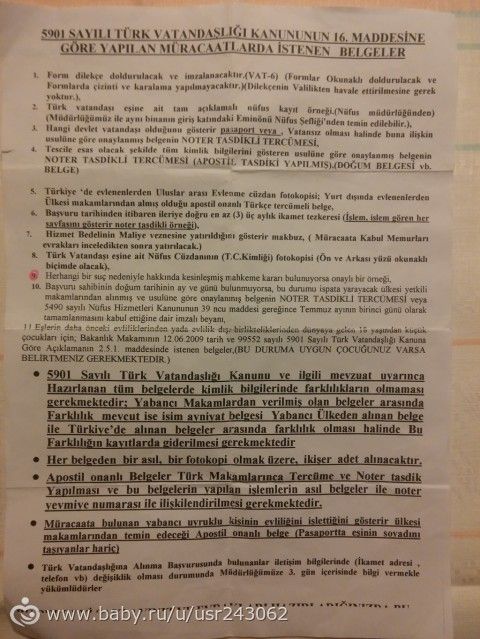 5901 SAYILI TÜRK VATANDAŞLIĞI KANUNUNUN 16. MADDESİNE
GÖRE YAPILAN MÜRACAATLARDA İSTENEN BELGELER
1. Form dilekçe doldurulacak ve imzalanacaktır.(VAT-6) (Formlar Okunaklı doldurulacak ve
Formlarda çizinti ve karalama yapılmayacaktır.)(Dilekçenin Valilikten havale ettirilmesine gerek
yoktur.),
2. Türk vatandaşı eşine ait tam açıklamalı nüfus kayıt örneği,(Nüfus müdürlüğünden)
(Müdürlüğümüz ile aynı binanın giriş katındaki Eminönü Nüfus Şefliği'nden temin edilebilir.),
3. Hangi devlet vatandaşı olduğunu gösterir pasaport veya , Vatansız olması halinde buna ilişkin
usulüne göre onaylanmış belgenin NOTER TASDİKLİ TERCÜMESİ,
4. Tescile esas olacak şekilde tüm kimlik bilgilerini gösteren usulüne göre onaylanmış belgenin
NOTER TASDİKLİ TERCÜMESİ (APOSTİL TASDİKİ YAPILMIŞ).(DOĞUM BELGESİ vb.
BELGE)
5. Türkiye 'de evlenenlerden Uluslar arası Evlenme cüzdan fotokopisi; Yurt dışında evlenenlerden
Ülkesi makamlarından almış olduğu apostil onanlı Türkçe tercümeli belge,
6. Başvuru tarihinden itibaren ileriye doğru en az (3) üç aylık ikamet tezkeresi (İşlem, işlem gören her
sayfasını gösterir noter tasdikli örneği),
7. Hizmet Bedelinin Maliye veznesine yatırıldığını gösterir makbuz, ( Müracaata Kabul Memurları
evrakları inceledikten sonra yatırılacak.)
8. Türk Vatandaşı eşine ait Nüfus Cüzdanının (T.C.Kimliği) fotokopisi (Ön ve Arkası yüzü okunaklı
biçimde olacak),
9. Herhangi bir suç nedeniyle hakkında kesinleşmiş mahkeme kararı bulunuyorsa onaylı bir örneği,
10. Başvuru sahibinin doğum tarihinin ay ve günü bulunmuyorsa, bu durumu ispata yarayacak ülkesi yetkili
makamlarından alınmış ve usulüne göre onaylanmış belgenin NOTER TASDİKLİ TERCÜMESİ veya
5490 sayılı Nüfus Hizmetleri Kanununun 39 ncu maddesi gereğince Temmuz ayının birinci günü olarak
tamamlanmasını kabul ettiğine dair imzalı beyanı,
11 Eşlerin daha önceki evliliklerinden yada evlilik dışı birlikteliklerinden dünyaya gelen 18 yaşından küçük
çocukları için; Bakanlık Makamının 12.06.2009 tarih ve 99552 sayılı 5901 Sayılı Türk Vatandaşlığı Kanuna
Göre Açıklamanın 2.5.1. maddesinde istenen belgeler,(BU DURUMA UYGUN ÇOCUĞUNUZ VARSA
BELİRTMENİZ GEREKMEKTEDİR.)
• 5901 Sayılı Türk Vatandaşlığı Kanunu ve ilgili mevzuat uyarınca
Hazırlanan tüm belgelerde kimlik bilgilerinde farklılıkların olmaması
gerekmektedir; Yabancı Makamlardan verilmiş olan belgeler arasında
Farklılık mevcut ise isim ayniyat belgesi Yabancı Ülkeden alınan belge
ile Türkiye'de alınan belgeler arasında farklılık olması halinde Bu
Farklılığın kayıtlarda giderilmesi gerekmektedir
• Her belgeden bir asıl, bir fotokopi olmak üzere, ikişer adet alınacaktır.
• Apostil onanlı Belgeler Türk Makamlarınca Tercüme ve Noter tasdik
Yapılması ve bu belgelerin yapılan işlemlerin asıl belgeler ile noter
yevmiye numarası ile ilişkilendirilmesi gerekmektedir.
• Müracaata bulunan yabancı uyruklu kişinin evliliğini işlettiğini gösterir ülkesi
makamlarından temin edeceği Apostil onanlı belge (Pasaportta eşinin soyadını
taşıyanlar hariç)
• Türk Vatandaşlığına Alınma Başvurusunda bulunanlar iletişim bilgilerinde (İkamet adresi ,
telefon vb) değişiklik olması durumunda Müdürlüğümüze 3. gün içerisinde bilgi vermekle
yükümlüdürler
www.baby.ru/u/usr243062